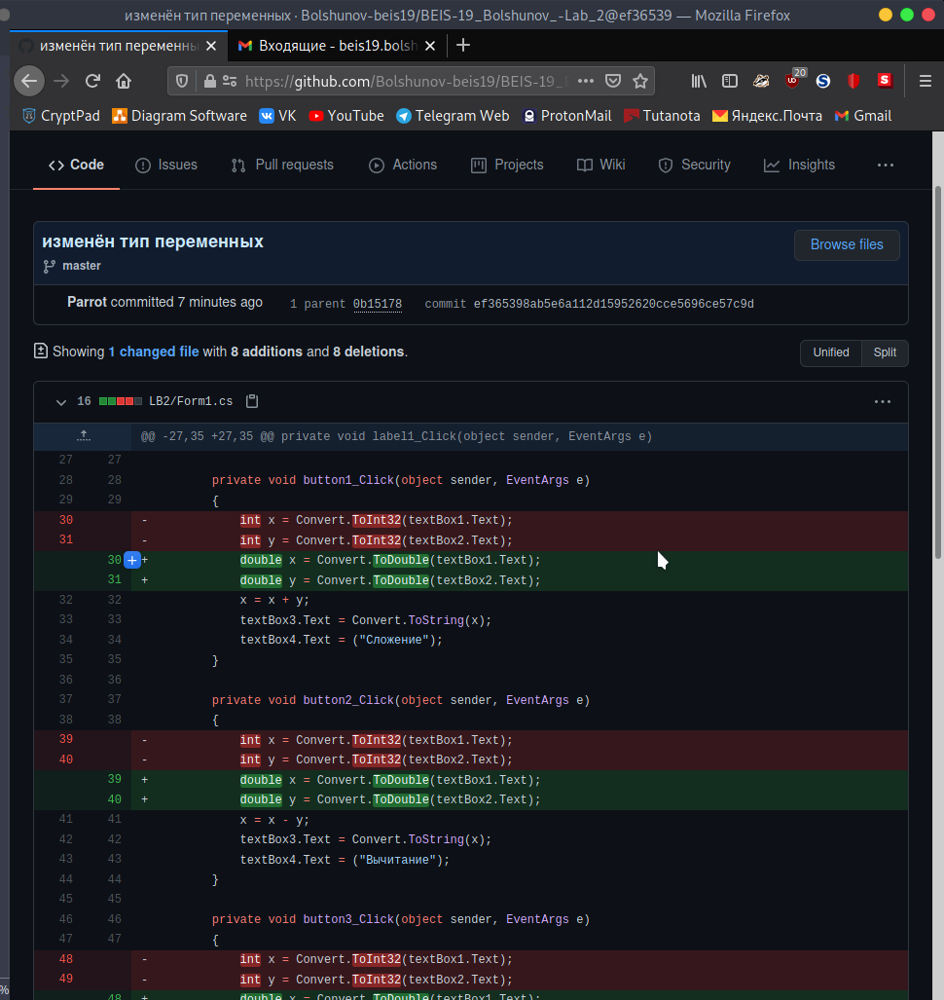 изменён тип переменных · Bolshunov-beis19/BEIS-19_Bolshunov_-Lab_2@ef36539 — Mozilla Firefox
изменён тип переменны Входящие - beis19.bolsh
https://github.com/Bolshunov-beis19/BEIS-19_ 20
CryptPad Diagram Software VK YouTube Telegram Web ProtonMail Tutanota Яндекс.Почта Gmail
Code Issues Pull requests Actions Projects Wiki Security Insights
изменён тип переменных
Browse files
master
Parrot committed 7 minutes ago 1 parent 0b15178 commit ef365398ab5e6a112d15952620cce5696ce57c9d
Showing 1 changed file with 8 additions and 8 deletions. Unified Split
16 LB2/Form1.cs
@@ -27,35 +27,35 @@ private void label1_Click(object sender, EventArgs e)
27 27
28 28 private void button1_Click(object sender, EventArgs e)
29 29 {
30 - int x = Convert.ToInt32(textBox1.Text);
31 - int y = Convert.ToInt32(textBox2.Text);
30 + double x = Convert.ToDouble(textBox1.Text);
31 + double y = Convert.ToDouble(textBox2.Text);
32 32 x = x + y;
33 33 textBox3.Text = Convert.ToString(x);
34 34 textBox4.Text = ("Сложение");
35 35 }
36 36
37 37 private void button2_Click(object sender, EventArgs e)
38 38 {
39 - int x = Convert.ToInt32(textBox1.Text);
40 - int y = Convert.ToInt32(textBox2.Text);
39 + double x = Convert.ToDouble(textBox1.Text);
40 + double y = Convert.ToDouble(textBox2.Text);
41 41 x = x - y;
42 42 textBox3.Text = Convert.ToString(x);
43 43 textBox4.Text = ("Вычитание");
44 44 }
45 45
46 46 private void button3_Click(object sender, EventArgs e)
47 47 {
48 - int x = Convert.ToInt32(textBox1.Text);
49 - int y = Convert.ToInt32(textBox2.Text);
48 + double x = Convert.ToDouble(textBox1.Text);